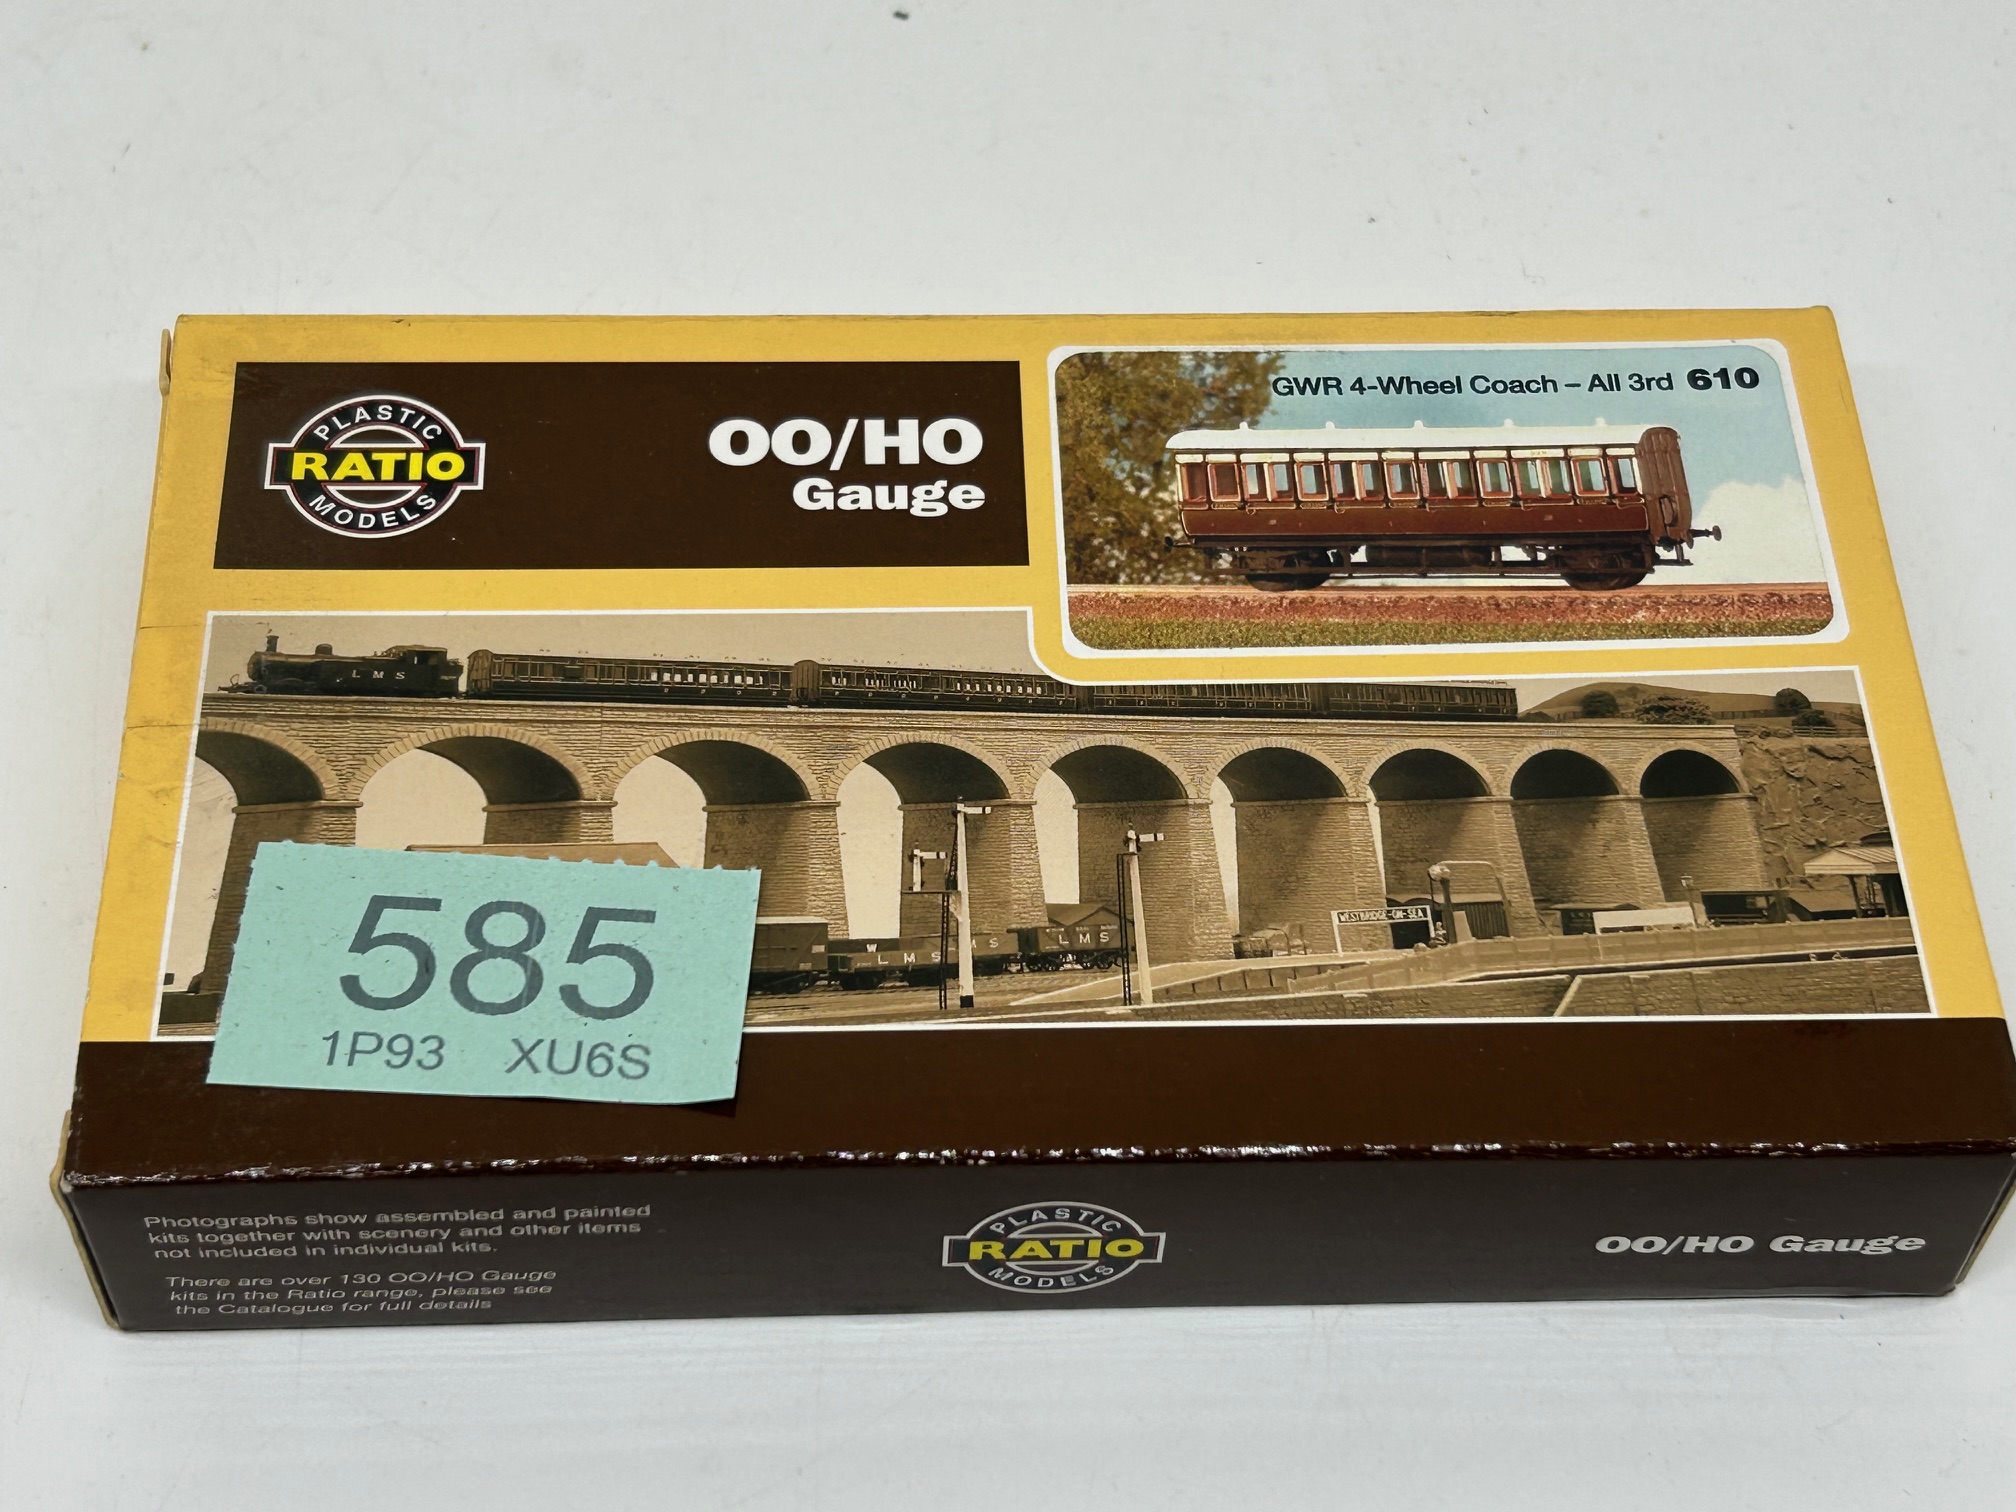 PLASTIC
RATIO
MODELS
OO/HO
Gauge
GWR 4-Wheel Coach – All 3rd 610
L M S
WESTBRIDGE-ON-SEA
W
L M S
M S
L M S
585
1P93 XU6S
Photographs show assembled and painted
kits together with scenery and other items
not included in individual kits.
There are over 130 OO/HO Gauge
kits in the Ratio range, please see
the Catalogue for full details
PLASTIC
RATIO
MODELS
OO/HO Gauge